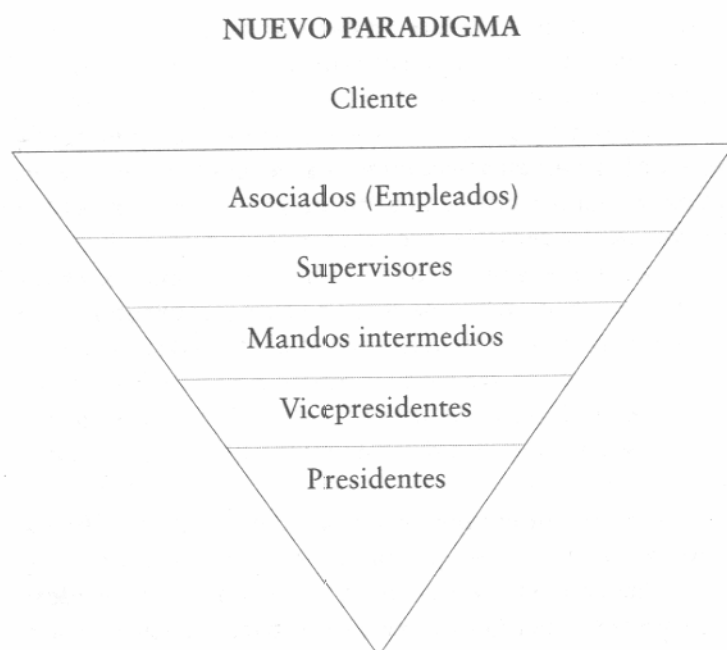 NUEVO PARADIGMA
Cliente
Asociados (Empleados)
Supervisores
Mandos intermedios
Vicepresidentes
Presidentes